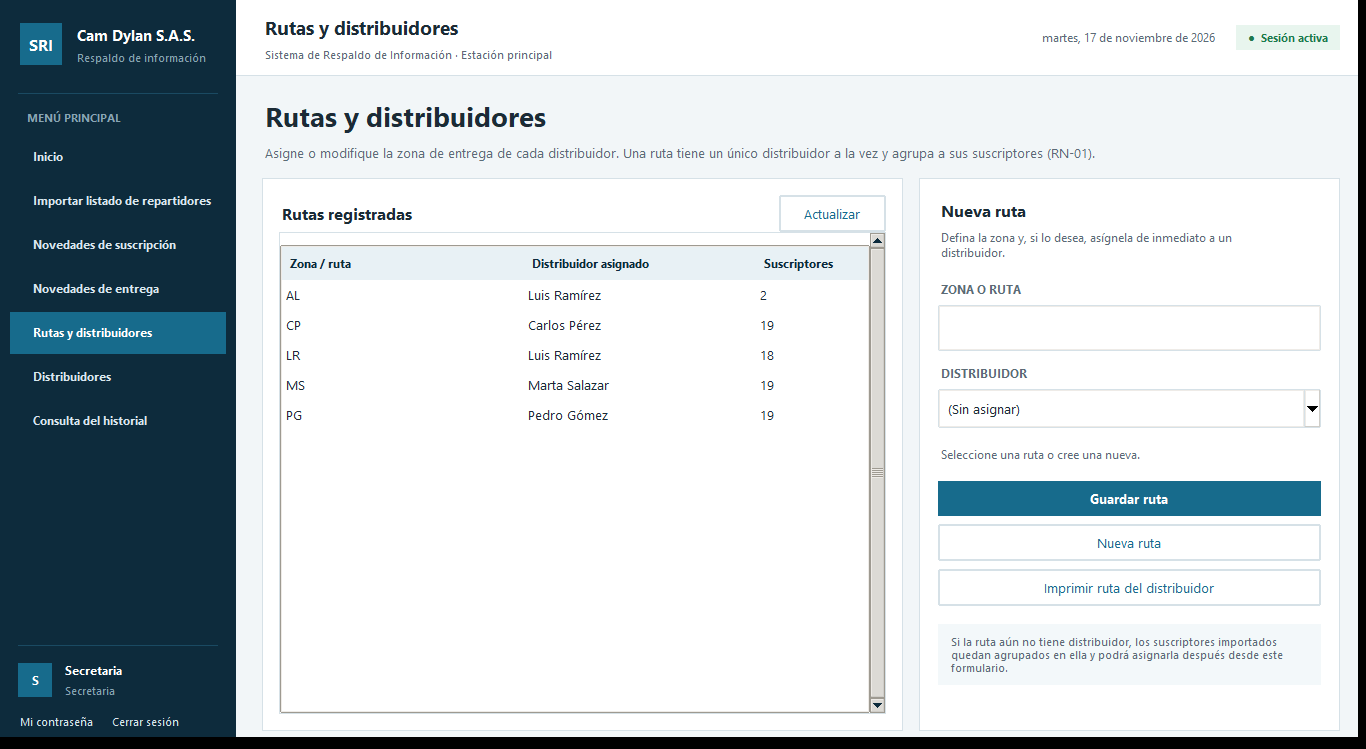 SRI
Cam Dylan S.A.S.
Respaldo de información
MENÚ PRINCIPAL
Inicio
Importar listado de repartidores
Novedades de suscripción
Novedades de entrega
Rutas y distribuidores
Distribuidores
Consulta del historial
S
Secretaria
Secretaria
Mi contraseña Cerrar sesión
Rutas y distribuidores
Sistema de Respaldo de Información · Estación principal
martes, 17 de noviembre de 2026
● Sesión activa
Rutas y distribuidores
Asigne o modifique la zona de entrega de cada distribuidor. Una ruta tiene un único distribuidor a la vez y agrupa a sus suscriptores (RN-01).
Rutas registradas
Actualizar
Zona / ruta Distribuidor asignado Suscriptores
AL Luis Ramírez 2
CP Carlos Pérez 19
LR Luis Ramírez 18
MS Marta Salazar 19
PG Pedro Gómez 19
Nueva ruta
Defina la zona y, si lo desea, asígnela de inmediato a un
distribuidor.
ZONA O RUTA
DISTRIBUIDOR
(Sin asignar)
Seleccione una ruta o cree una nueva.
Guardar ruta
Nueva ruta
Imprimir ruta del distribuidor
Si la ruta aún no tiene distribuidor, los suscriptores importados
quedan agrupados en ella y podrá asignarla después desde este
formulario.